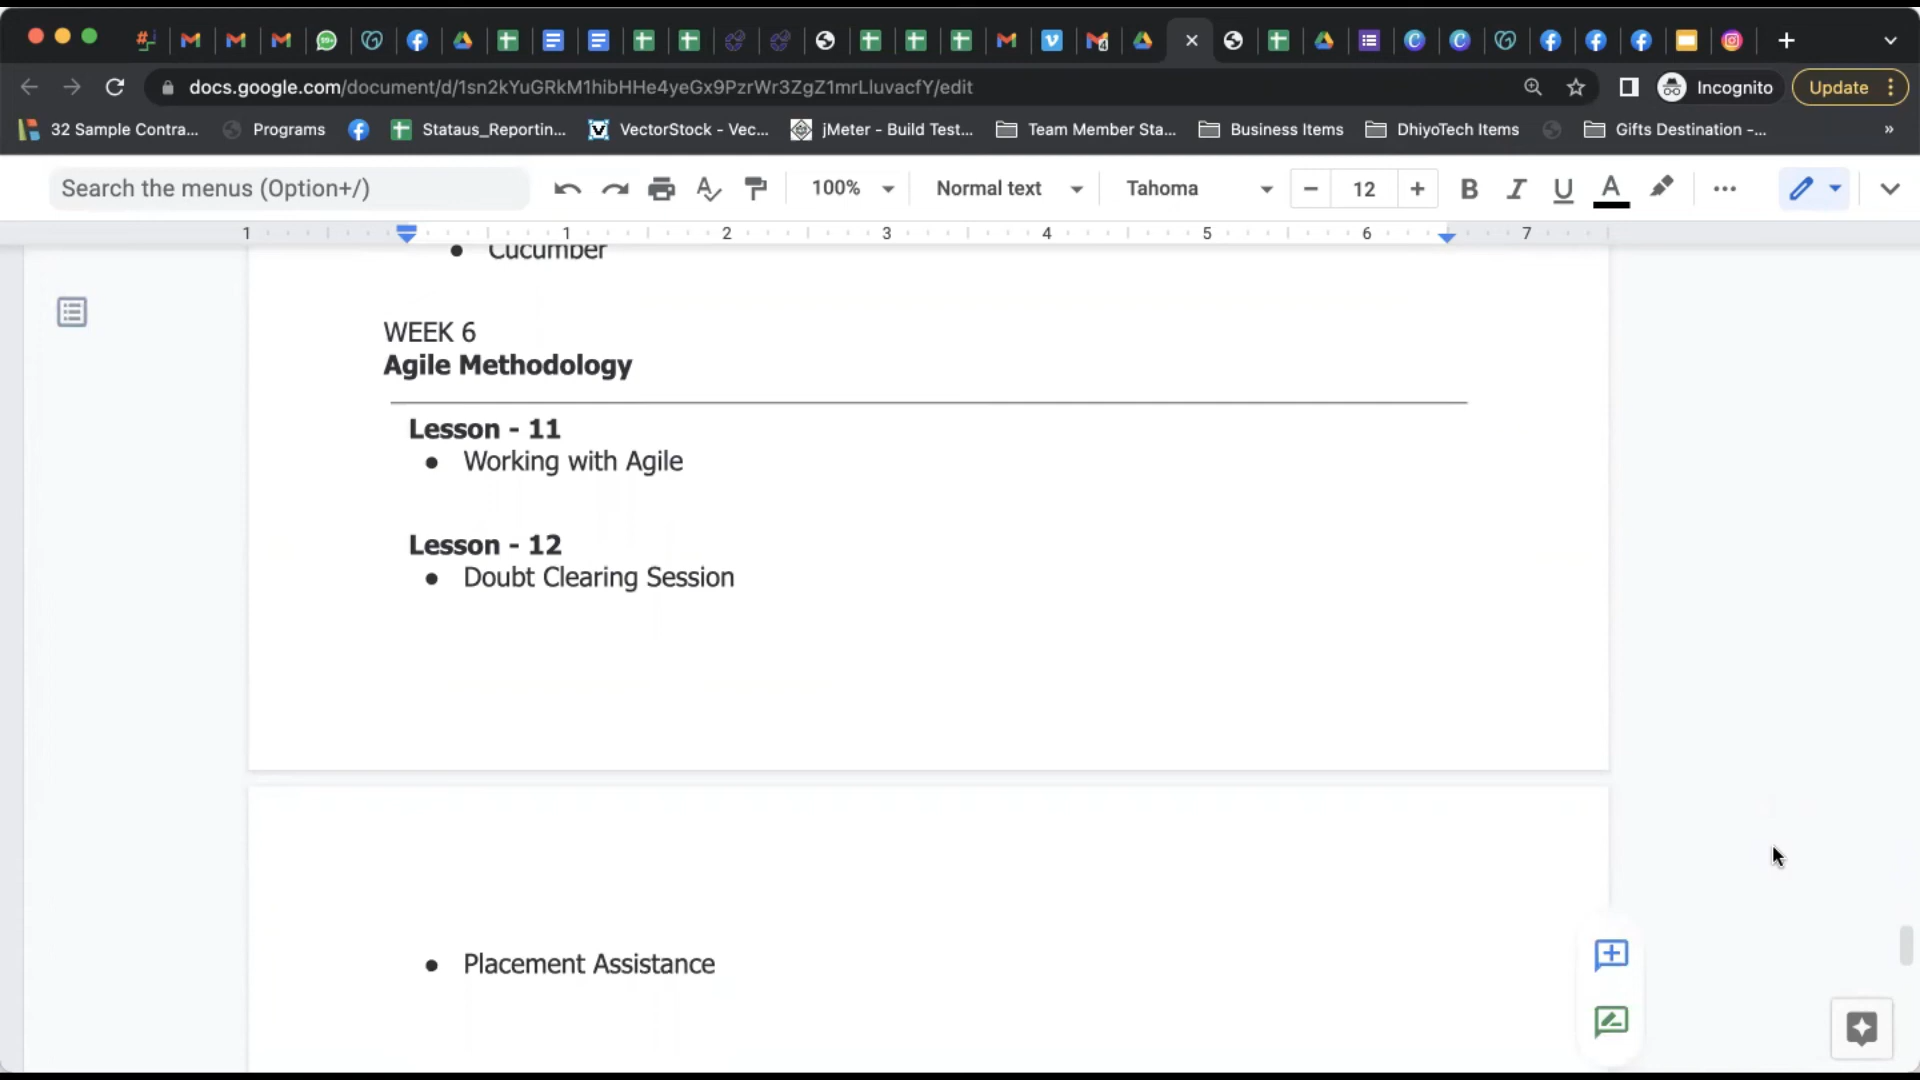 docs.google.com/document/d/1sn2kYuGRkM1hibHHe4yeGx9PzrWr3ZgZ1mrLluvacfY/edit
Incognito
Update
32 Sample Contra...
Programs
Stataus_Reportin...
VectorStock - Vec...
jMeter - Build Test...
Team Member Sta...
Business Items
DhiyoTech Items
Gifts Destination -...
»
Search the menus (Option+/)
100%
Normal text
Tahoma
− 12 +
B I U A
1 1 2 3 4 5 6 7
● Cucumber
WEEK 6
Agile Methodology
Lesson - 11
● Working with Agile
Lesson - 12
● Doubt Clearing Session
● Placement Assistance